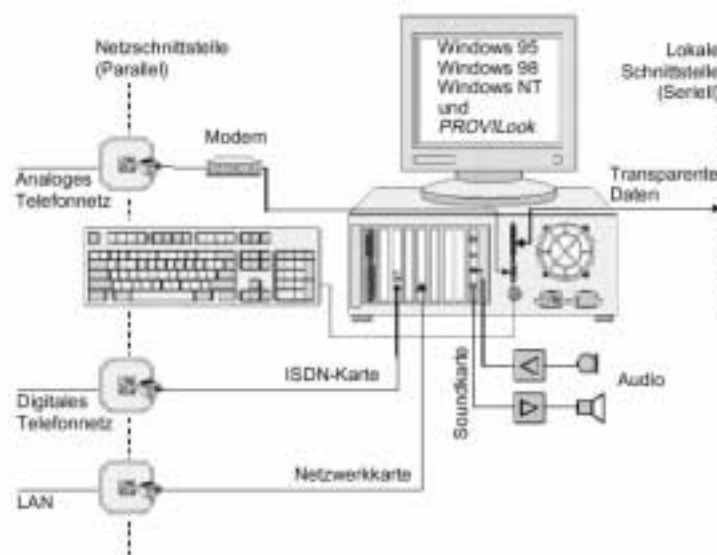 Netzschnittstelle
(Parallel)
Windows 95
Windows 98
Windows NT
und
PROVILook
Lokale
Schnittstelle
(Seriell)
Modem
Analoges
Telefonnetz
Transparente
Daten
ISDN-Karte
Digitales
Telefonnetz
Soundkarte
Audio
Netzwerkkarte
LAN